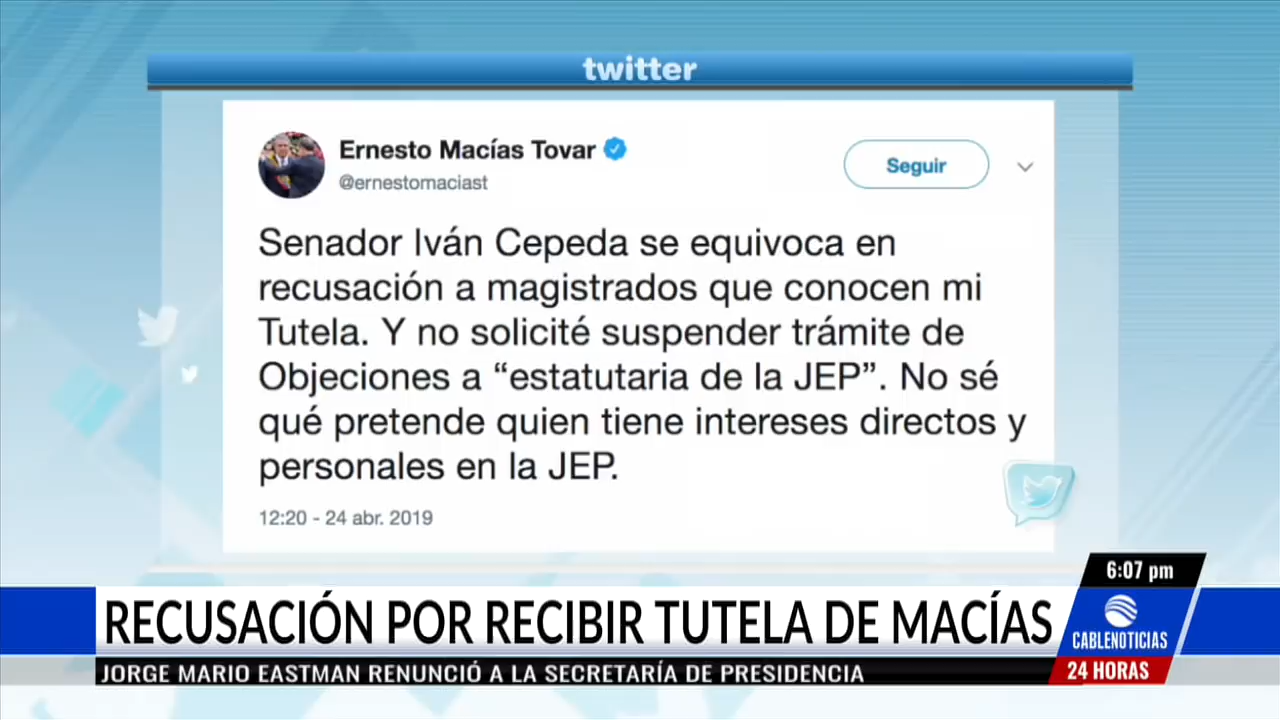 twitter
Ernesto Macías Tovar
@ernestomaciast
Seguir
Senador Iván Cepeda se equivoca en
recusación a magistrados que conocen mi
Tutela. Y no solicité suspender trámite de
Objeciones a “estatutaria de la JEP”. No sé
qué pretende quien tiene intereses directos y
personales en la JEP.
12:20 - 24 abr. 2019
6:07 pm
RECUSACIÓN POR RECIBIR TUTELA DE MACÍAS
CABLENOTICIAS
JORGE MARIO EASTMAN RENUNCIÓ A LA SECRETARÍA DE PRESIDENCIA
24 HORAS